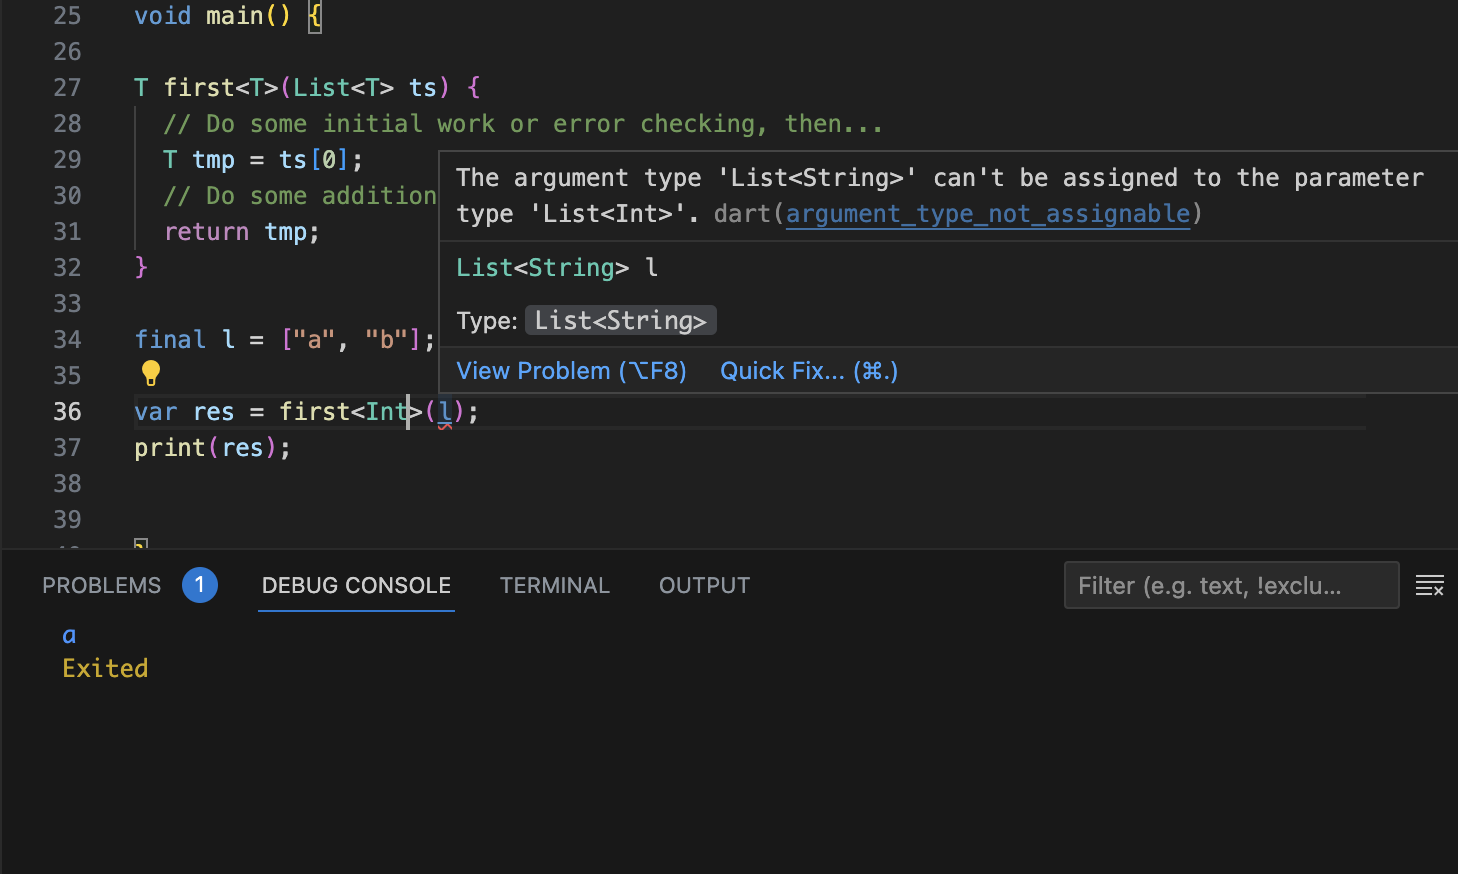 25 void main() {
26
27 T first<T>(List<T> ts) {
28 // Do some initial work or error checking, then...
29 T tmp = ts[0];
30 // Do some addition
31 return tmp;
32 }
33
34 final l = ["a", "b"];
35
36 var res = first<Int>(l);
37 print(res);
38
39
The argument type 'List<String>' can't be assigned to the parameter
type 'List<Int>'. dart(argument_type_not_assignable)
List<String> l
Type: List<String>
View Problem (⌥F8) Quick Fix... (⌘.)
PROBLEMS 1 DEBUG CONSOLE TERMINAL OUTPUT Filter (e.g. text, !exclu...
a
Exited